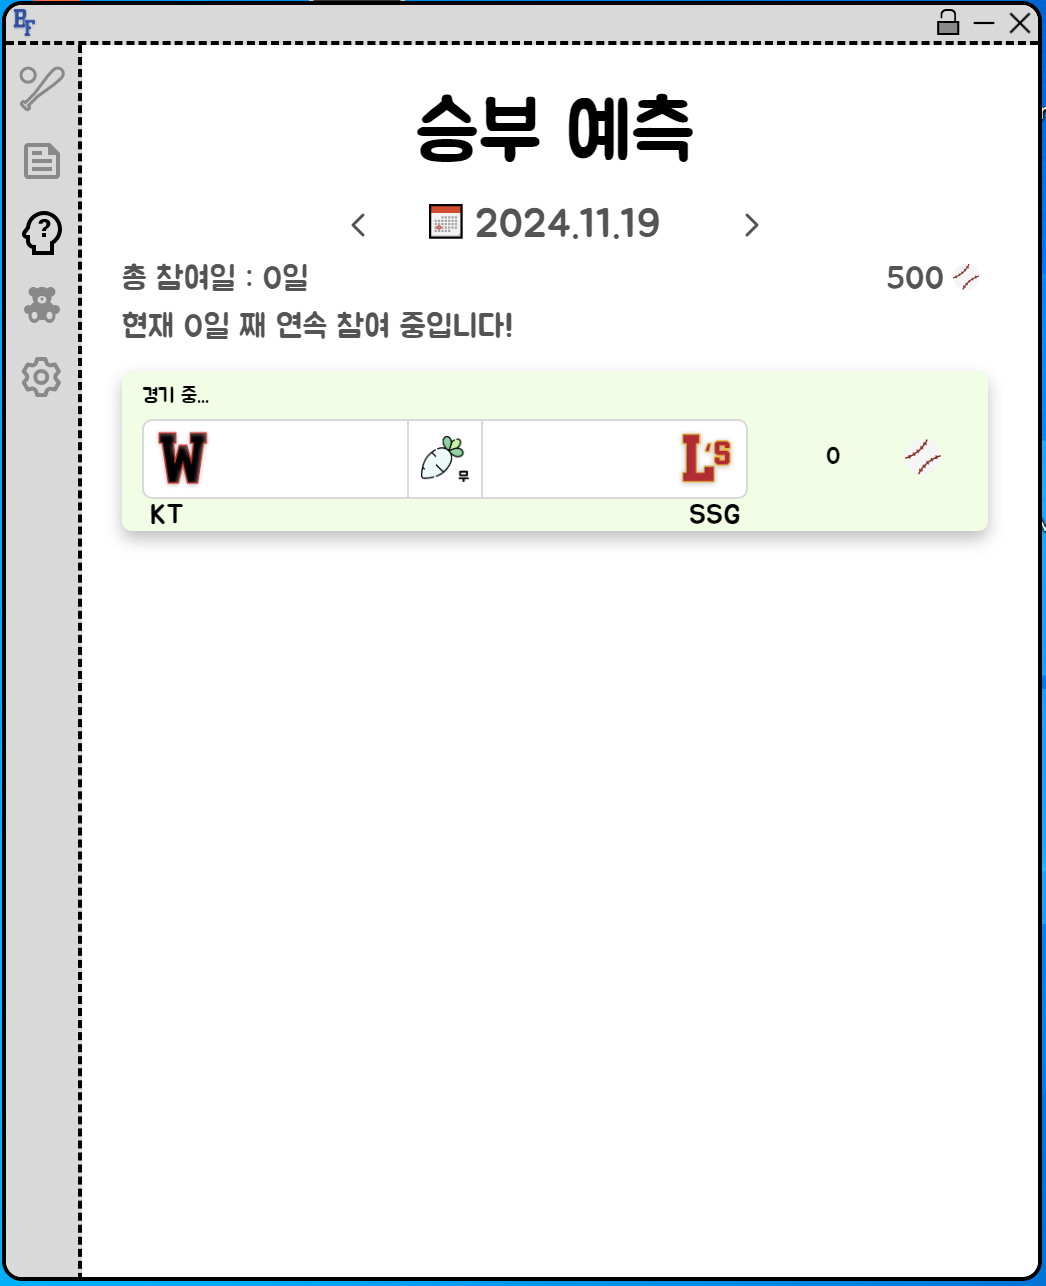 BF
승부 예측
2024.11.19
총 참여일 : 0일
500
현재 0일 째 연속 참여 중입니다!
경기 중...
W
무
L's
0
KT
SSG